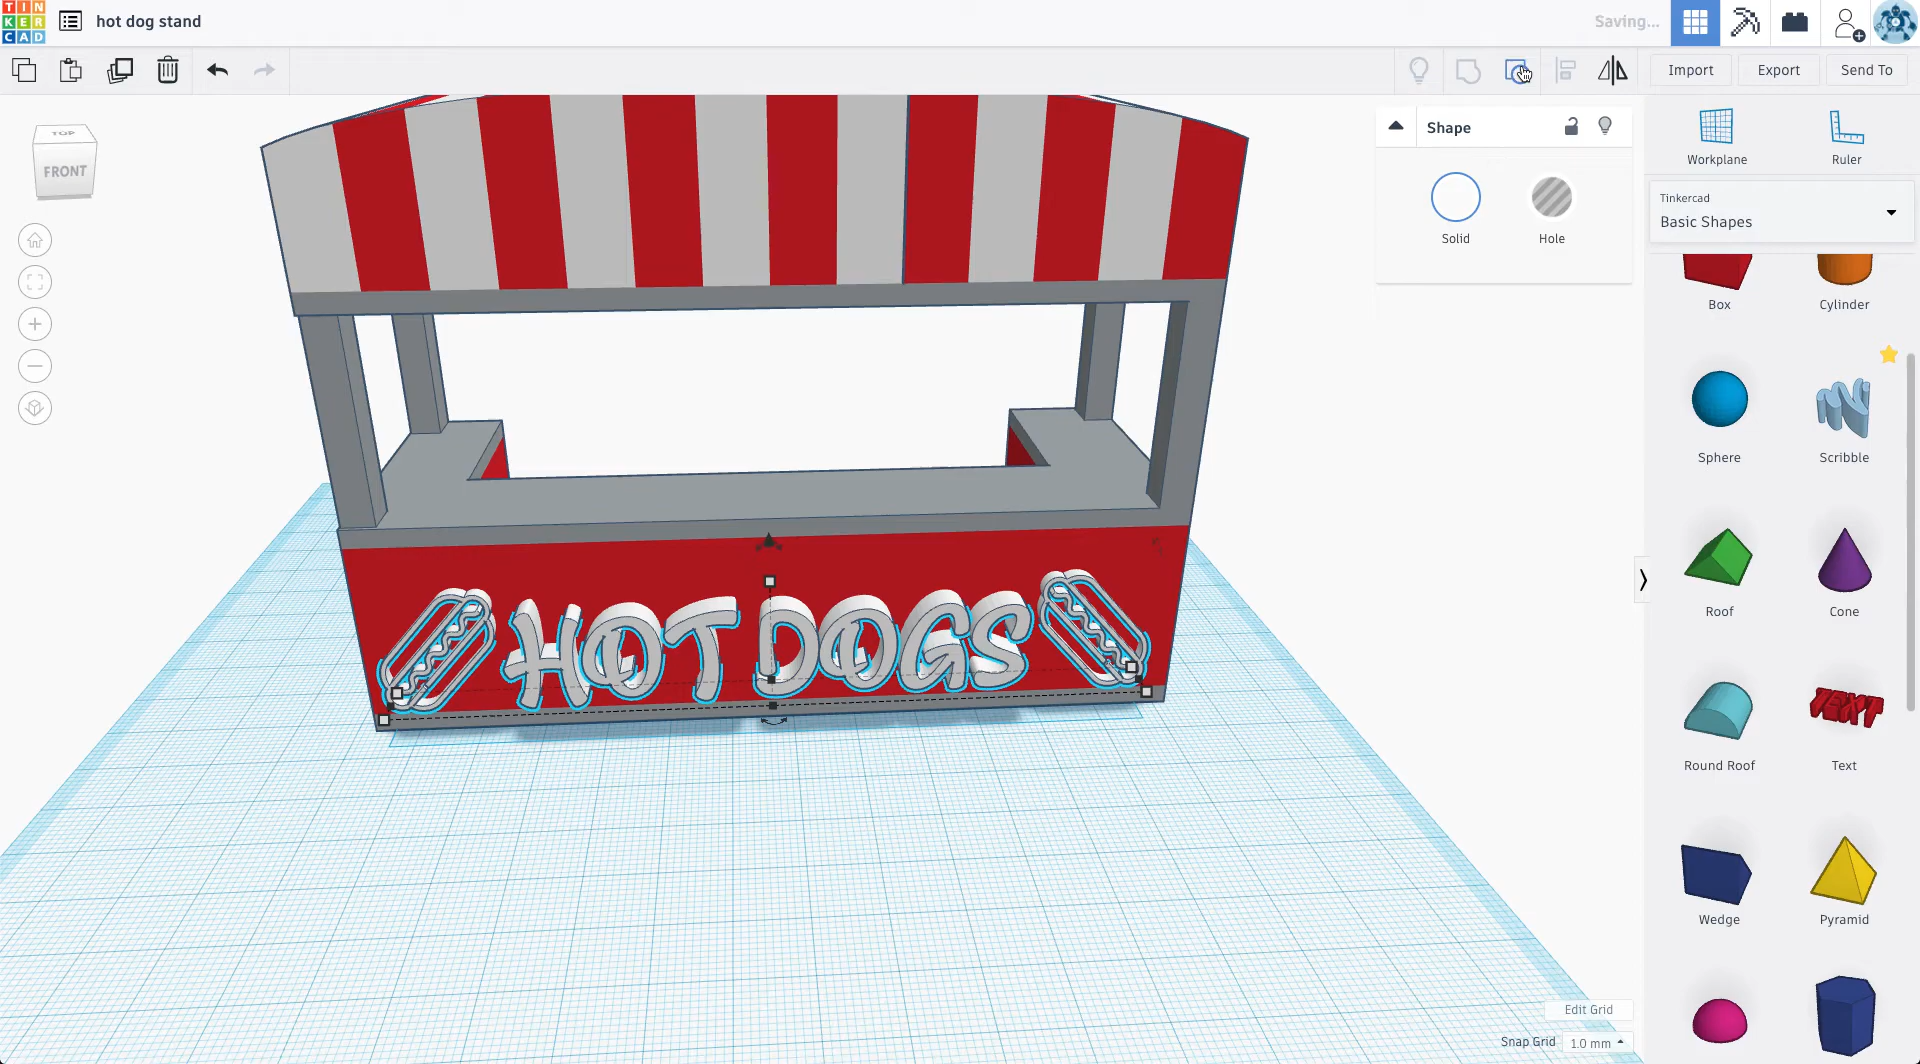 TIN
KER
CAD
hot dog stand
Saving...
Import
Export
Send To
TOP
FRONT
Shape
Solid
Hole
Workplane
Ruler
Tinkercad
Basic Shapes
Box
Cylinder
Sphere
Scribble
Roof
Cone
Round Roof
TEXT
Text
Wedge
Pyramid
HOT DOGS
Edit Grid
Snap Grid 1.0 mm